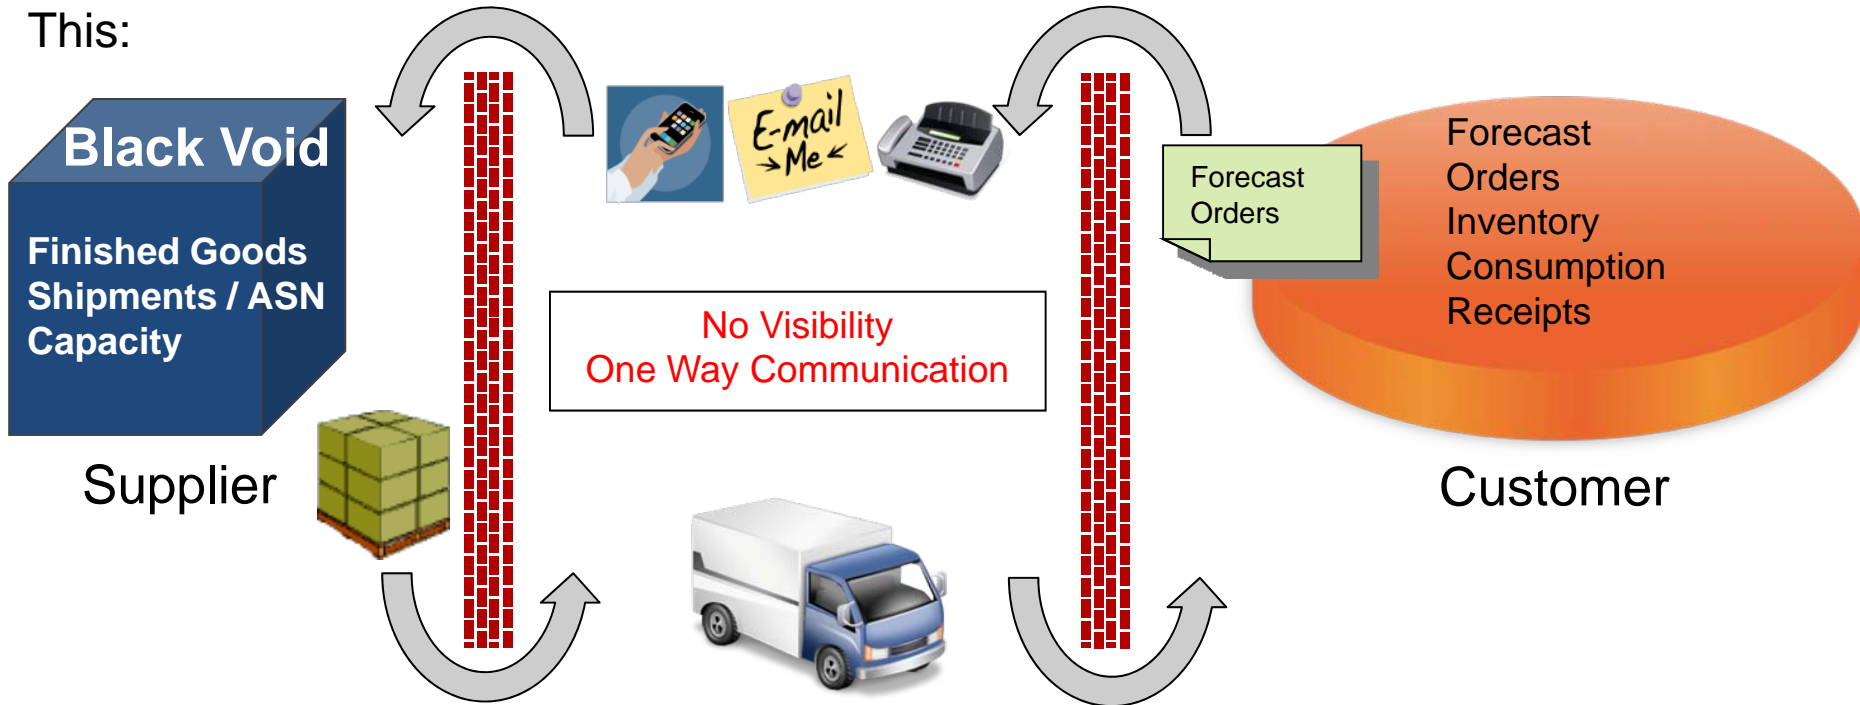 This:
Black Void
Finished Goods
Shipments / ASN
Capacity
Supplier
E-mail
Me
Forecast
Orders
No Visibility
One Way Communication
Forecast
Orders
Inventory
Consumption
Receipts
Customer